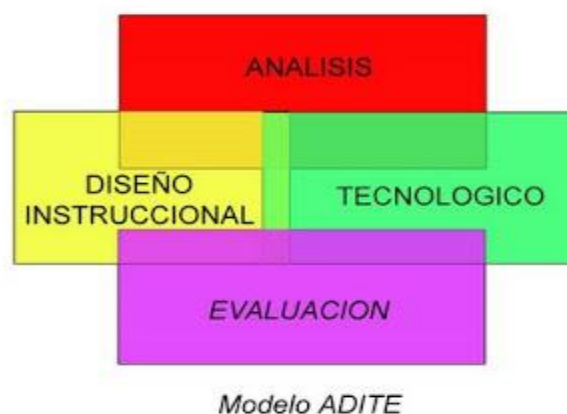 ANALISIS
DISEÑO
INSTRUCCIONAL
TECNOLOGICO
EVALUACION
Modelo ADITE